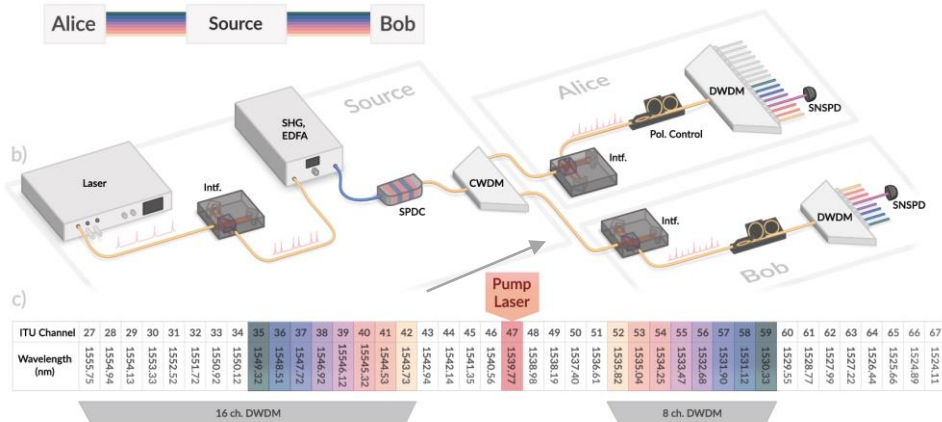 Alice Source Bob
Source
Alice
b)
Laser
Intf.
SHG,
EDFA
SPDC
CWDM
Intf.
Pol. Control
DWDM
SNSPD
Intf.
DWDM
SNSPD
Bob
c)
Pump
Laser
ITU Channel 27 28 29 30 31 32 33 34 35 36 37 38 39 40 41 42 43 44 45 46 47 48 49 50 51 52 53 54 55 56 57 58 59 60 61 62 63 64 65 66 67
Wavelength
(nm)
1555.75 1554.94 1554.13 1553.33 1552.52 1551.72 1550.92 1550.12 1549.32 1548.51 1547.72 1546.92 15546.12 15545.32 1544.53 1543.73 1542.94 1542.14 1541.35 1540.56 1539.77 1538.98 1538.19 1537.40 1536.61 1535.82 1535.04 1534.25 1533.47 1532.68 1531.90 1531.12 1530.33 1529.55 1528.77 1527.99 1527.22 1526.44 1525.66 1524.89 1524.11
16 ch. DWDM
8 ch. DWDM